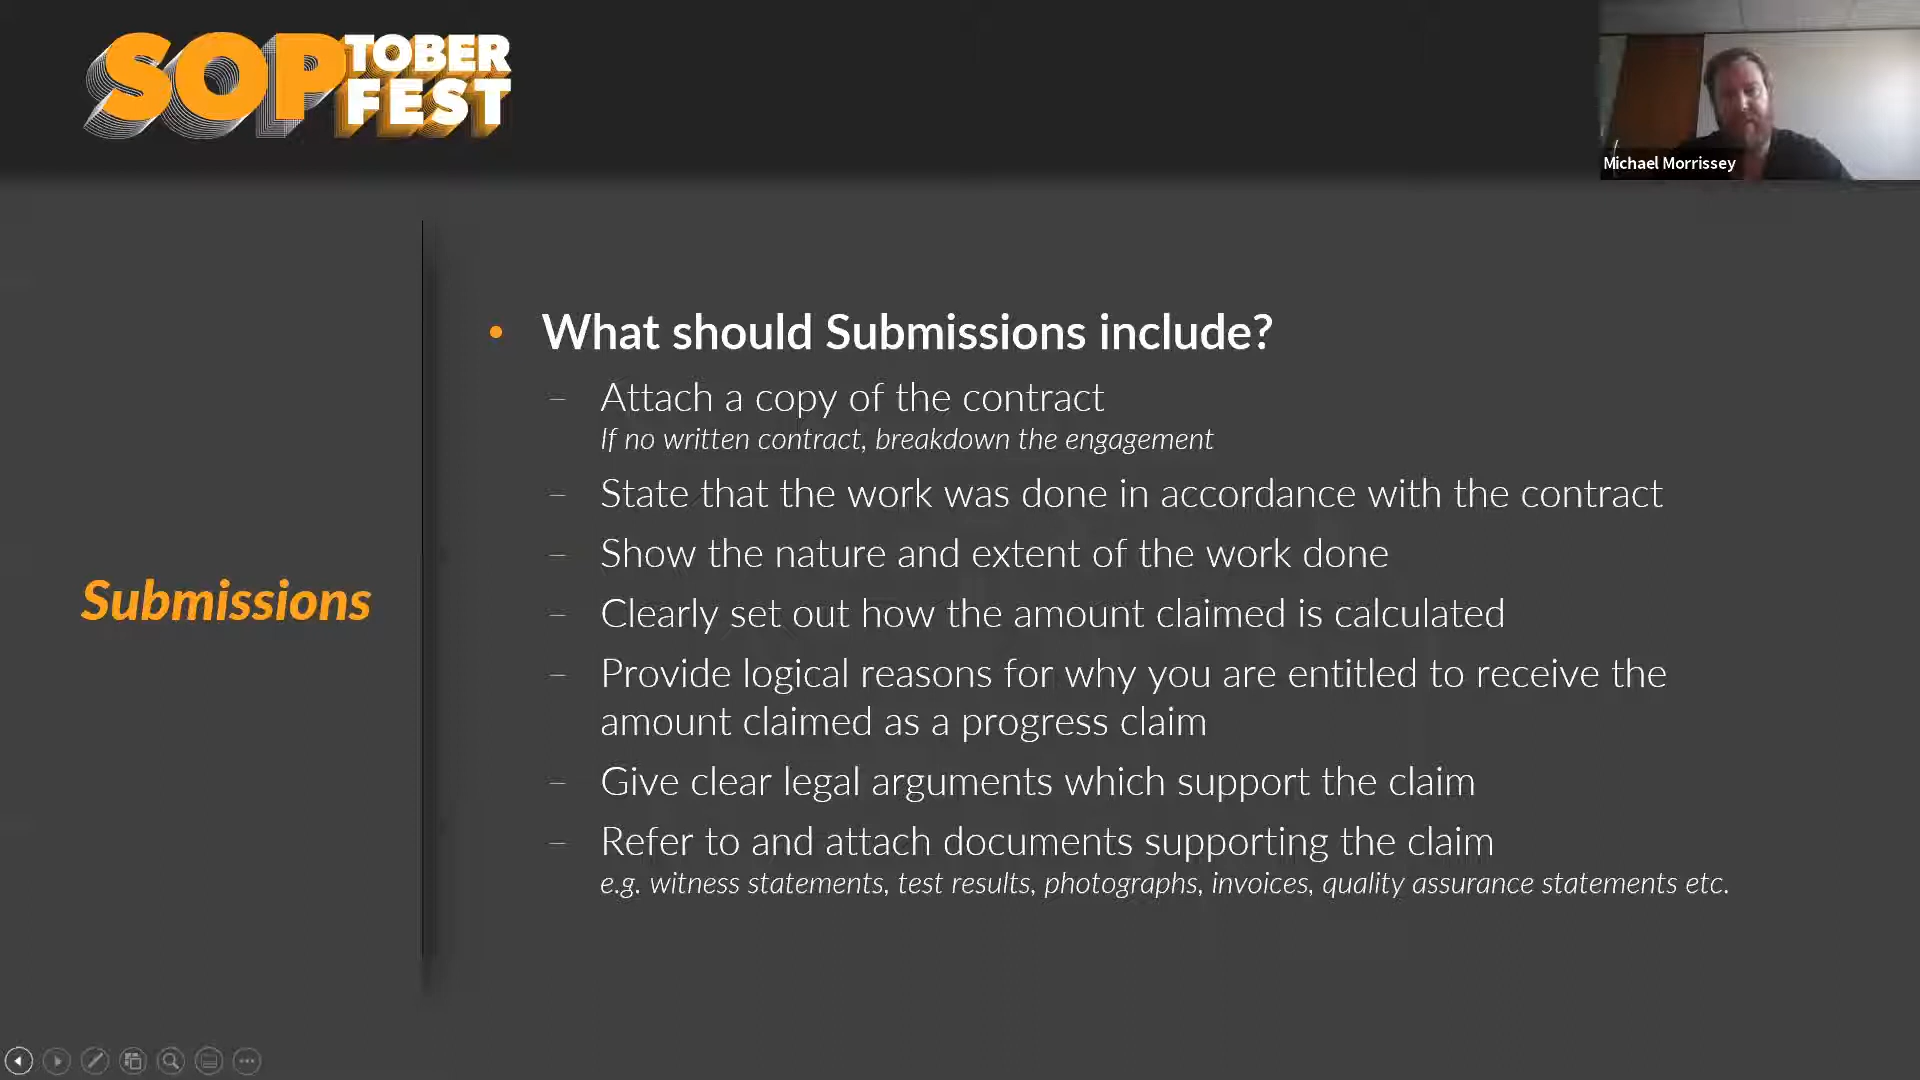 SOPTOBER
FEST
Michael Morrissey
• What should Submissions include?
– Attach a copy of the contract
If no written contract, breakdown the engagement
– State that the work was done in accordance with the contract
– Show the nature and extent of the work done
– Clearly set out how the amount claimed is calculated
Submissions
– Provide logical reasons for why you are entitled to receive the
amount claimed as a progress claim
– Give clear legal arguments which support the claim
– Refer to and attach documents supporting the claim
e.g. witness statements, test results, photographs, invoices, quality assurance statements etc.